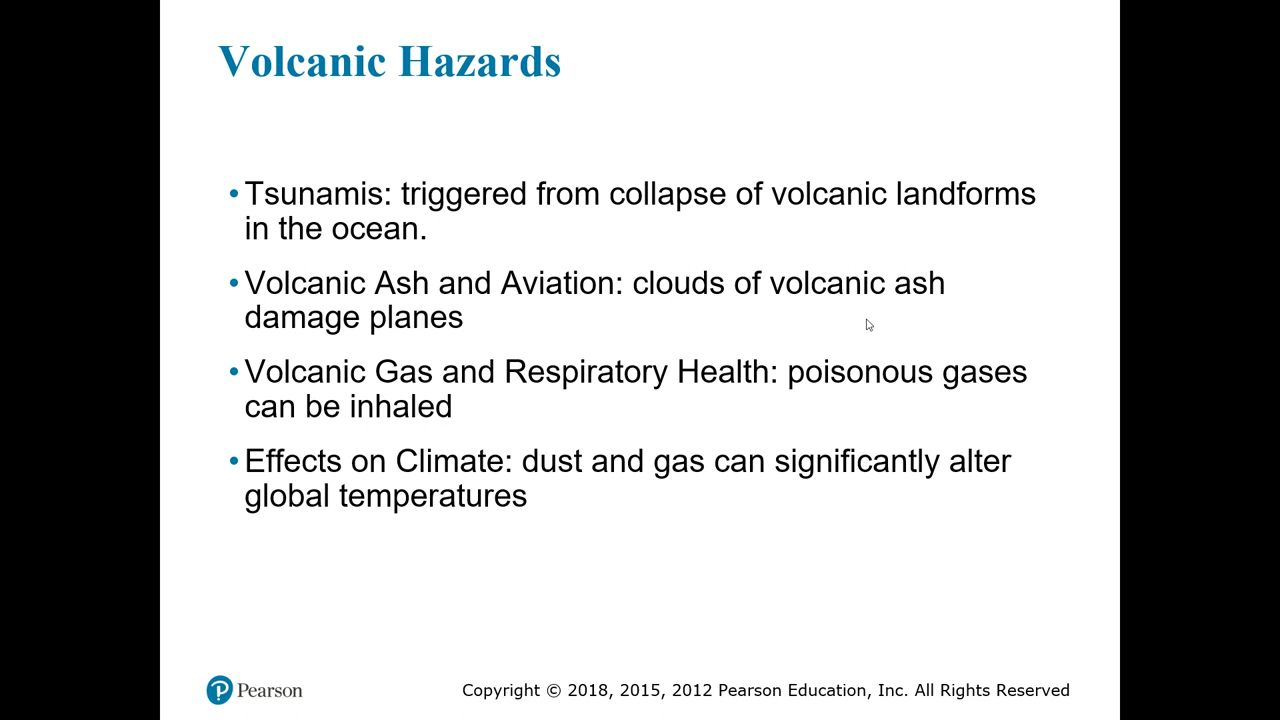 Volcanic Hazards
• Tsunamis: triggered from collapse of volcanic landforms
in the ocean.
• Volcanic Ash and Aviation: clouds of volcanic ash
damage planes
• Volcanic Gas and Respiratory Health: poisonous gases
can be inhaled
• Effects on Climate: dust and gas can significantly alter
global temperatures
P Pearson
Copyright © 2018, 2015, 2012 Pearson Education, Inc. All Rights Reserved